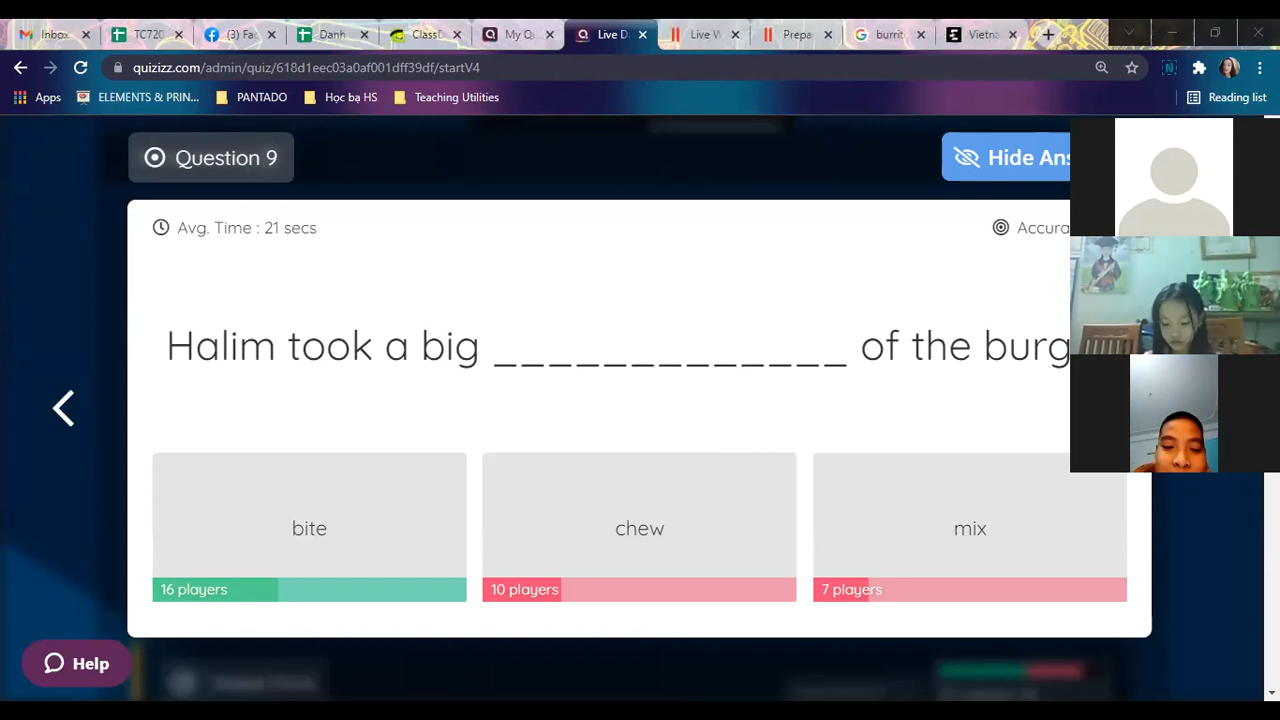 Inbox
TC720
(3) Fa
Danh
ClassD
My Q
Live D
Live W
Prepa
burrit
Vietna
quizizz.com/admin/quiz/618d1eec03a0af001dff39df/startV4
Apps
ELEMENTS & PRIN...
PANTADO
Học bạ HS
Teaching Utilities
Reading list
Question 9
Hide Ans
Avg. Time : 21 secs
Accura
Halim took a big _____________ of the burg
bite
chew
mix
16 players
10 players
7 players
Help